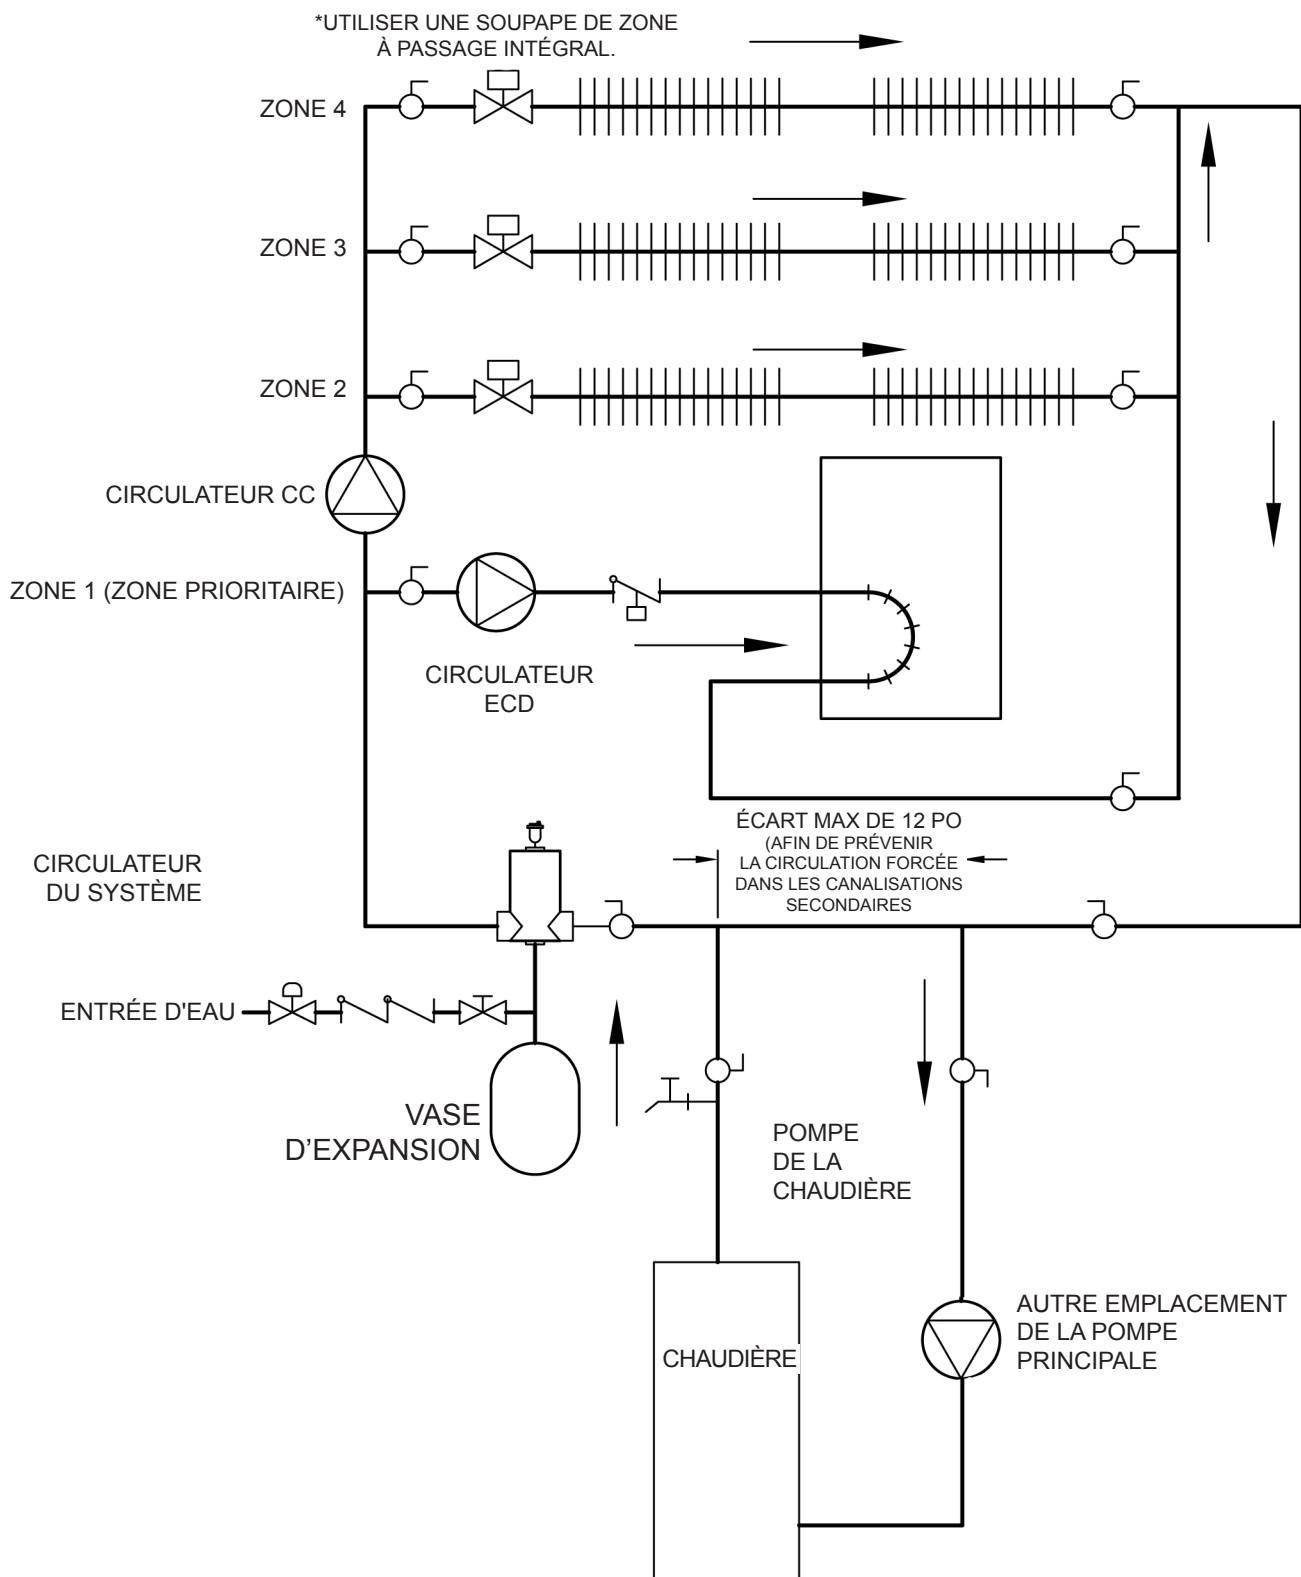 *UTILISER UNE SOUPAPE DE ZONE
À PASSAGE INTÉGRAL.
ZONE 4
ZONE 3
ZONE 2
CIRCULATEUR CC
ZONE 1 (ZONE PRIORITAIRE)
CIRCULATEUR
ECD
ÉCART MAX DE 12 PO
(AFIN DE PRÉVENIR
LA CIRCULATION FORCÉE
DANS LES CANALISATIONS
SECONDAIRES
CIRCULATEUR
DU SYSTÈME
ENTRÉE D'EAU
VASE
D'EXPANSION
POMPE
DE LA
CHAUDIÈRE
AUTRE EMPLACEMENT
DE LA POMPE
PRINCIPALE
CHAUDIÈRE